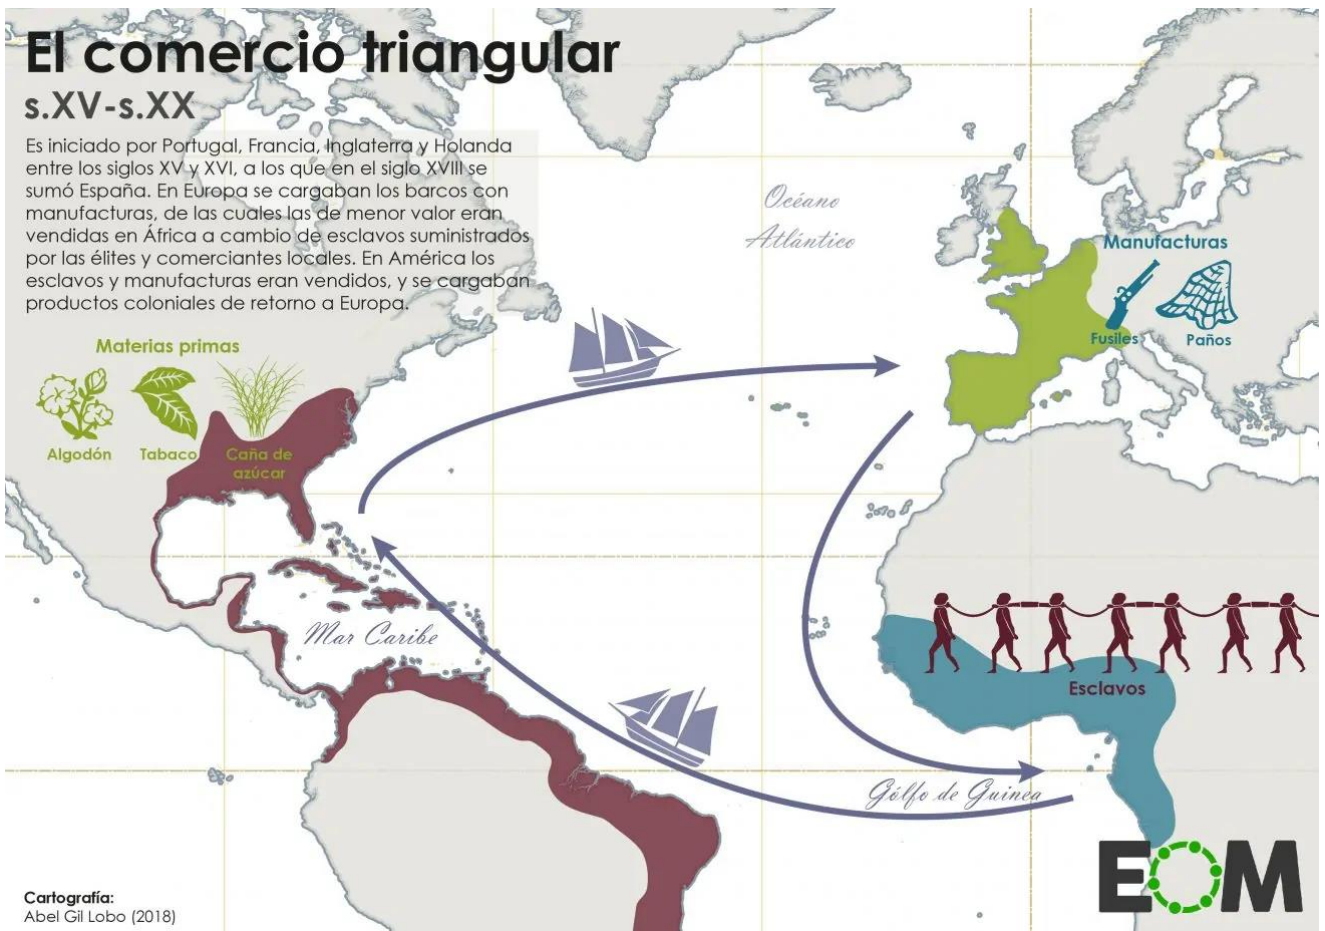 El comercio triangular
s.XV-s.XX
Es iniciado por Portugal, Francia, Inglaterra y Holanda
entre los siglos XV y XVI, a los que en el siglo XVIII se
sumó España. En Europa se cargaban los barcos con
manufacturas, de las cuales las de menor valor eran
vendidas en África a cambio de esclavos suministrados
por las élites y comerciantes locales. En América los
esclavos y manufacturas eran vendidos, y se cargaban
productos coloniales de retorno a Europa.
Océano
Atlántico
Manufacturas
Fusiles
Paños
Materias primas
Algodón
Tabaco
Caña de
azúcar
Mar Caribe
Esclavos
Gólfo de Guinea
EOM
Cartografía:
Abel Gil Lobo (2018)